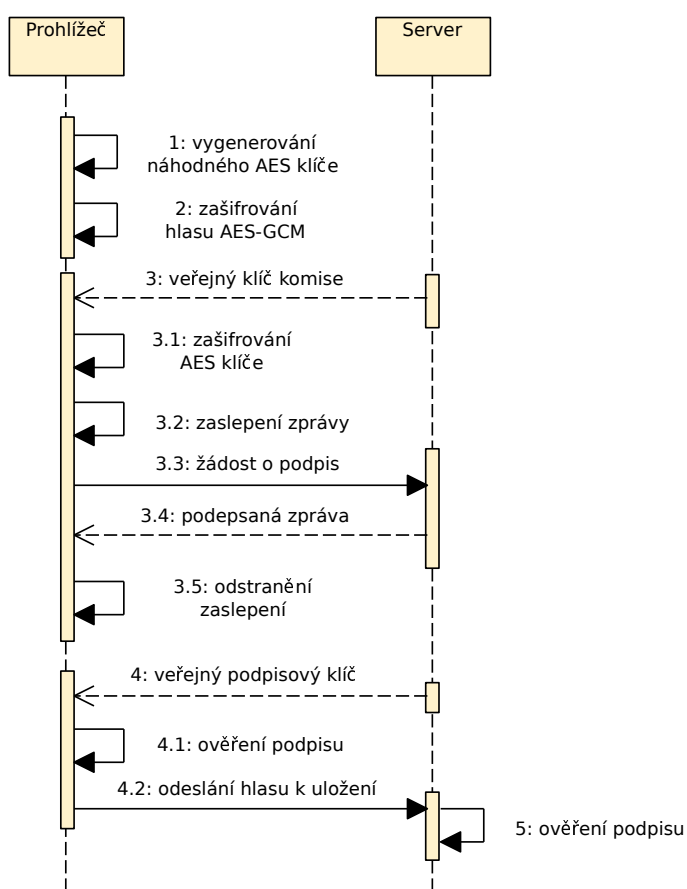 Prohlížeč
Server
1: vygenerování
náhodného AES klíče
2: zašifrování
hlasu AES-GCM
3: veřejný klíč komise
3.1: zašifrování
AES klíče
3.2: zaslepení zprávy
3.3: žádost o podpis
3.4: podepsaná zpráva
3.5: odstranění
zaslepení
4: veřejný podpisový klíč
4.1: ověření podpisu
4.2: odeslání hlasu k uložení
5: ověření podpisu